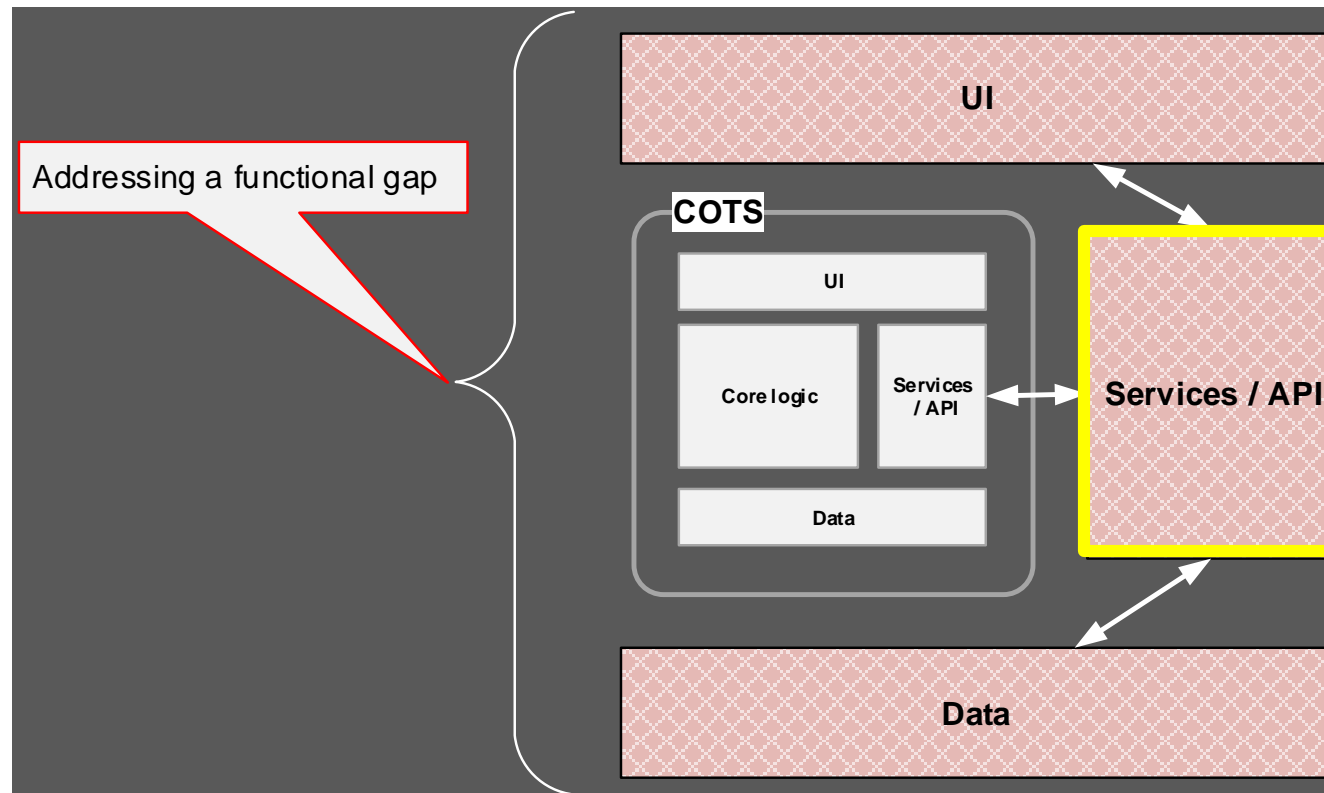 UI
Addressing a functional gap
COTS
UI
Core logic
Services
/ API
Services / API
Data
Data